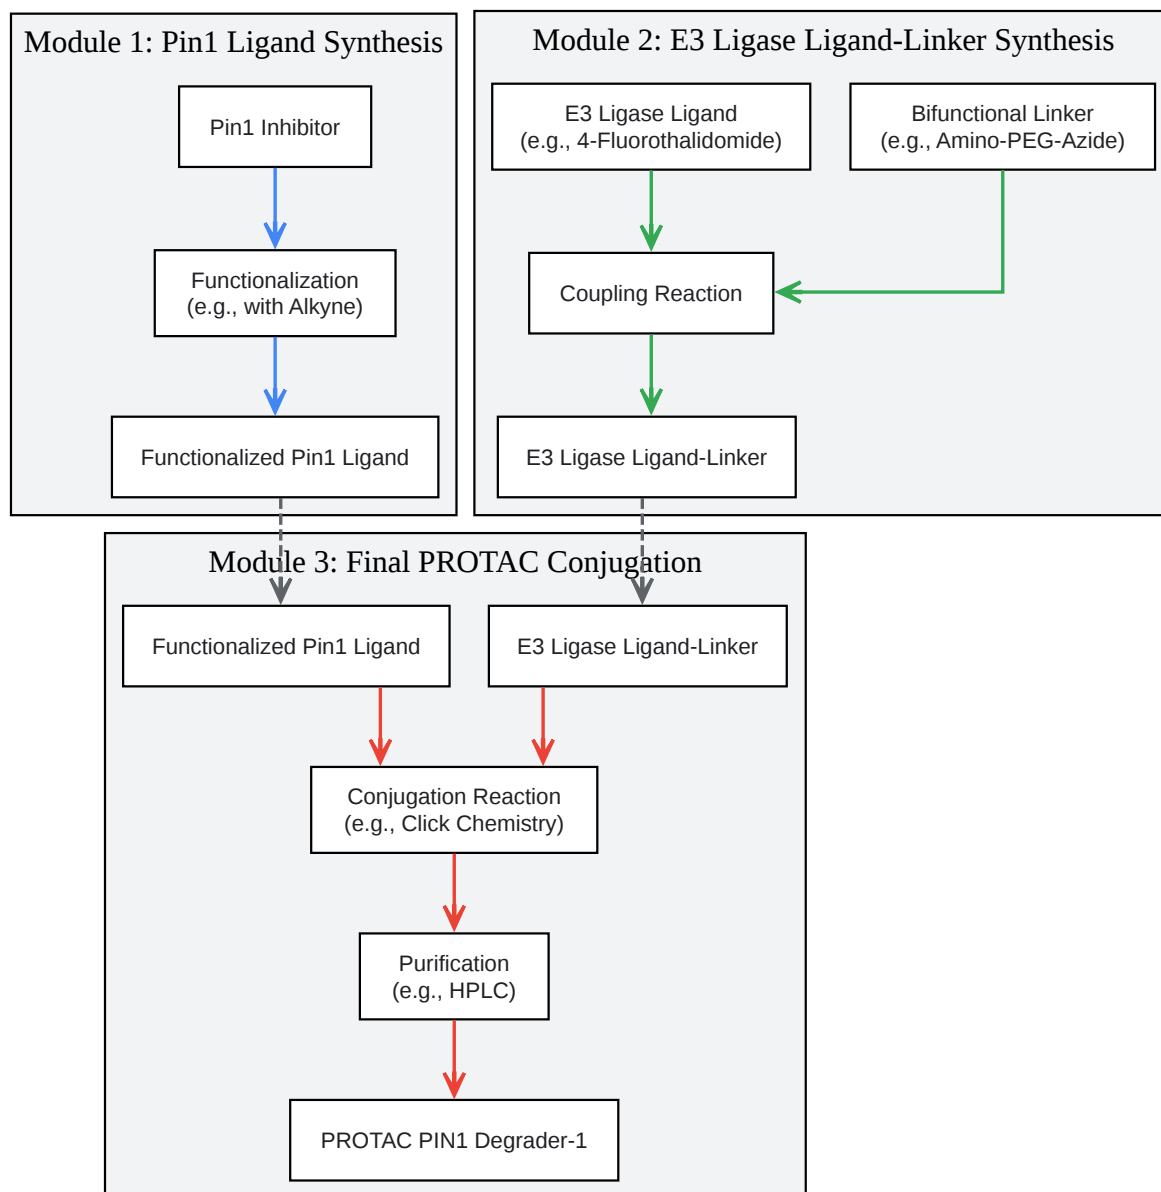 Module 1: Pin1 Ligand Synthesis
Pin1 Inhibitor
Functionalization
(e.g., with Alkyne)
Functionalized Pin1 Ligand
Module 2: E3 Ligase Ligand-Linker Synthesis
E3 Ligase Ligand
(e.g., 4-Fluorothalidomide)
Bifunctional Linker
(e.g., Amino-PEG-Azide)
Coupling Reaction
E3 Ligase Ligand-Linker
Module 3: Final PROTAC Conjugation
Functionalized Pin1 Ligand
E3 Ligase Ligand-Linker
Conjugation Reaction
(e.g., Click Chemistry)
Purification
(e.g., HPLC)
PROTAC PIN1 Degrader-1